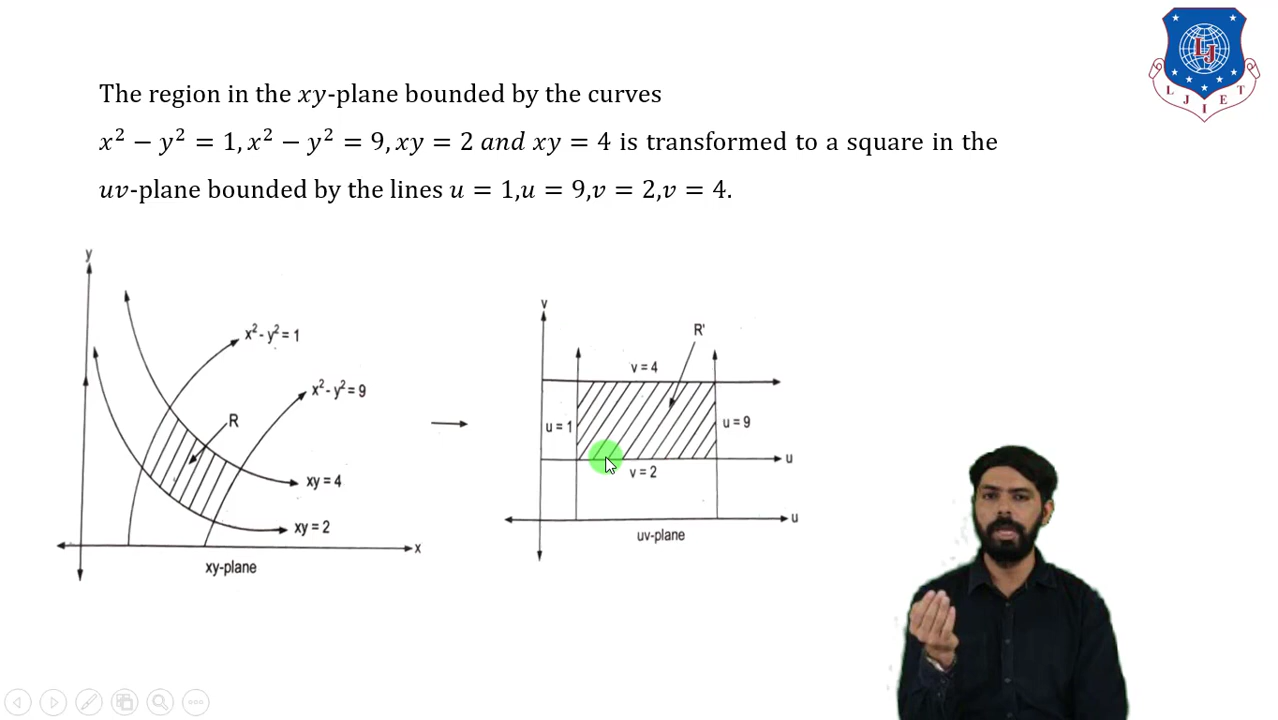 The region in the xy-plane bounded by the curves
x² − y² = 1, x² − y² = 9, xy = 2 and xy = 4 is transformed to a square in the
uv-plane bounded by the lines u = 1,u = 9,v = 2,v = 4.
LJ
LJIET
y
x² - y² = 1
x² - y² = 9
R
xy = 4
xy = 2
x
xy-plane
v
R'
v = 4
u = 1
u = 9
u
v = 2
u
uv-plane